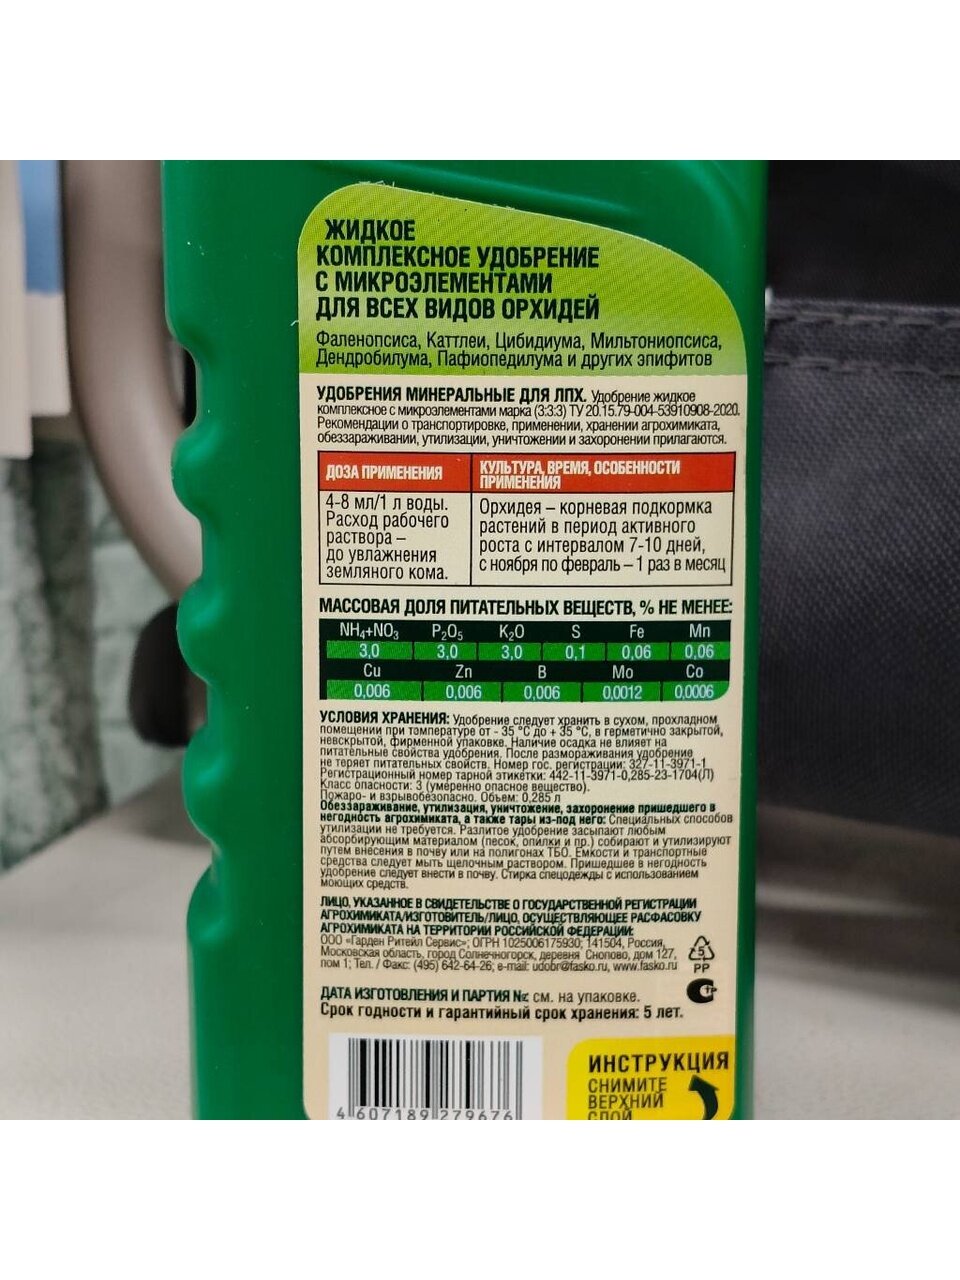 ЖИДКОЕ
КОМПЛЕКСНОЕ УДОБРЕНИЕ
С МИКРОЭЛЕМЕНТАМИ
ДЛЯ ВСЕХ ВИДОВ ОРХИДЕЙ
Фаленопсиса, Каттлеи, Цибидиума, Мильтониопсиса,
Дендробилума, Пафиопедилума и других эпифитов
УДОБРЕНИЯ МИНЕРАЛЬНЫЕ ДЛЯ ЛПХ. Удобрение жидкое
комплексное с микроэлементами марка (3:3:3) ТУ 20.15.79-004-53910908-2020.
Рекомендации о транспортировке, применении, хранении агрохимиката,
обеззараживании, утилизации, уничтожении и захоронении прилагаются.
ДОЗА ПРИМЕНЕНИЯ
4-8 мл/1 л воды.
Расход рабочего
раствора –
до увлажнения
земляного кома.
КУЛЬТУРА, ВРЕМЯ, ОСОБЕННОСТИ
ПРИМЕНЕНИЯ
Орхидея – корневая подкормка
растений в период активного
роста с интервалом 7-10 дней,
с ноября по февраль – 1 раз в месяц
МАССОВАЯ ДОЛЯ ПИТАТЕЛЬНЫХ ВЕЩЕСТВ, % НЕ МЕНЕЕ:
NH₄+NO₃ P₂O₅ K₂O S Fe Mn
3,0 3,0 3,0 0,1 0,06 0,06
Cu Zn B Mo Co
0,006 0,006 0,006 0,0012 0,0006
УСЛОВИЯ ХРАНЕНИЯ: Удобрение следует хранить в сухом, прохладном
помещении при температуре от - 35 °C до + 35 °C, в герметично закрытой,
невскрытой, фирменной упаковке. Наличие осадка не влияет на
питательные свойства удобрения. После размораживания удобрение
не теряет питательных свойств. Номер гос. регистрации: 327-11-3971-1
Регистрационный номер тарной этикетки: 442-11-3971-0,285-23-1704(Л)
Класс опасности: 3 (умеренно опасное вещество).
Пожаро- и взрывобезопасно. Объем: 0,285 л
Обеззараживание, утилизация, уничтожение, захоронение пришедшего в
негодность агрохимиката, а также тары из-под него: Специальных способов
утилизации не требуется. Разлитое удобрение засыпают любым
абсорбирующим материалом (песок, опилки и пр.) собирают и утилизируют
путем внесения в почву или на полигонах ТБО. Емкости и транспортные
средства следует мыть щелочным раствором. Пришедшее в негодность
удобрение следует внести в почву. Стирка спецодежды с использованием
моющих средств.
ЛИЦО, УКАЗАННОЕ В СВИДЕТЕЛЬСТВЕ О ГОСУДАРСТВЕННОЙ РЕГИСТРАЦИИ
АГРОХИМИКАТА/ИЗГОТОВИТЕЛЬ/ЛИЦО, ОСУЩЕСТВЛЯЮЩЕЕ РАСФАСОВКУ
АГРОХИМИКАТА НА ТЕРРИТОРИИ РОССИЙСКОЙ ФЕДЕРАЦИИ:
ООО «Гарден Ритейл Сервис»; ОГРН 1025006175930; 141504, Россия,
Московская область, город Солнечногорск, деревня Снопово, дом 127,
пом 1; Тел. / Факс: (495) 642-64-26; e-mail: udobr@fasko.ru, www.fasko.ru
5
PP
ДАТА ИЗГОТОВЛЕНИЯ И ПАРТИЯ №: см. на упаковке.
Срок годности и гарантийный срок хранения: 5 лет.
4 607189 279676
ИНСТРУКЦИЯ
СНИМИТЕ
ВЕРХНИЙ
СЛОЙ